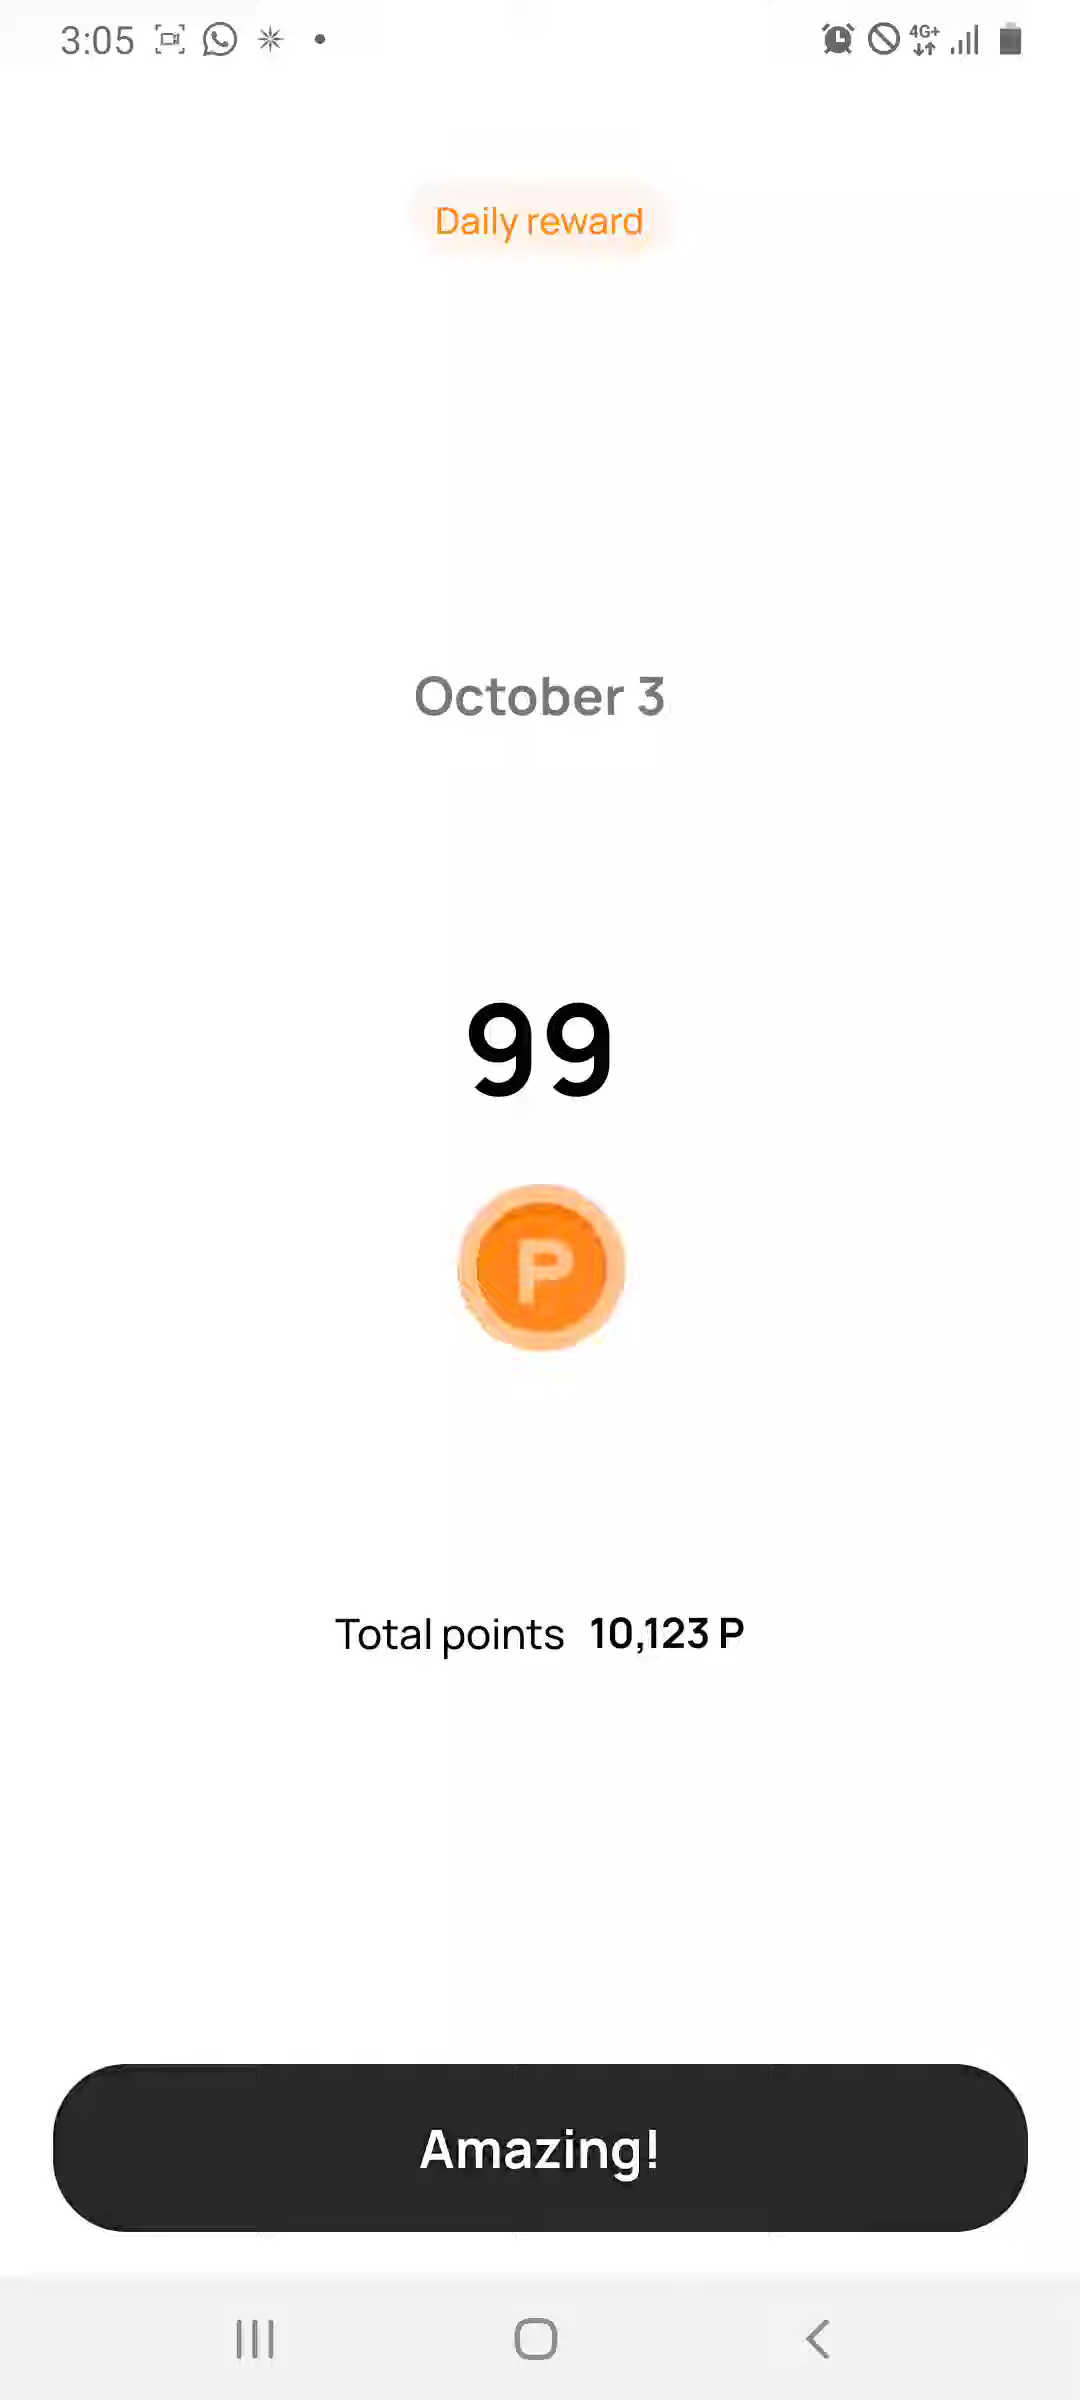 3:05
4G+
Daily reward
October 3
99
P
Total points 10,123 P
Amazing!